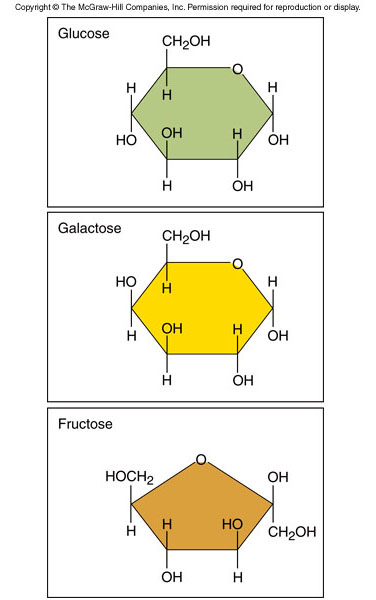 Copyright © The McGraw-Hill Companies, Inc. Permission required for reproduction or display.
Glucose
CH2OH
O
H
H
H
HO
OH
H
OH
H
OH
Galactose
CH2OH
O
HO
H
H
H
OH
H
OH
H
OH
Fructose
O
HOCH2
OH
H
H
HO
CH2OH
OH
H